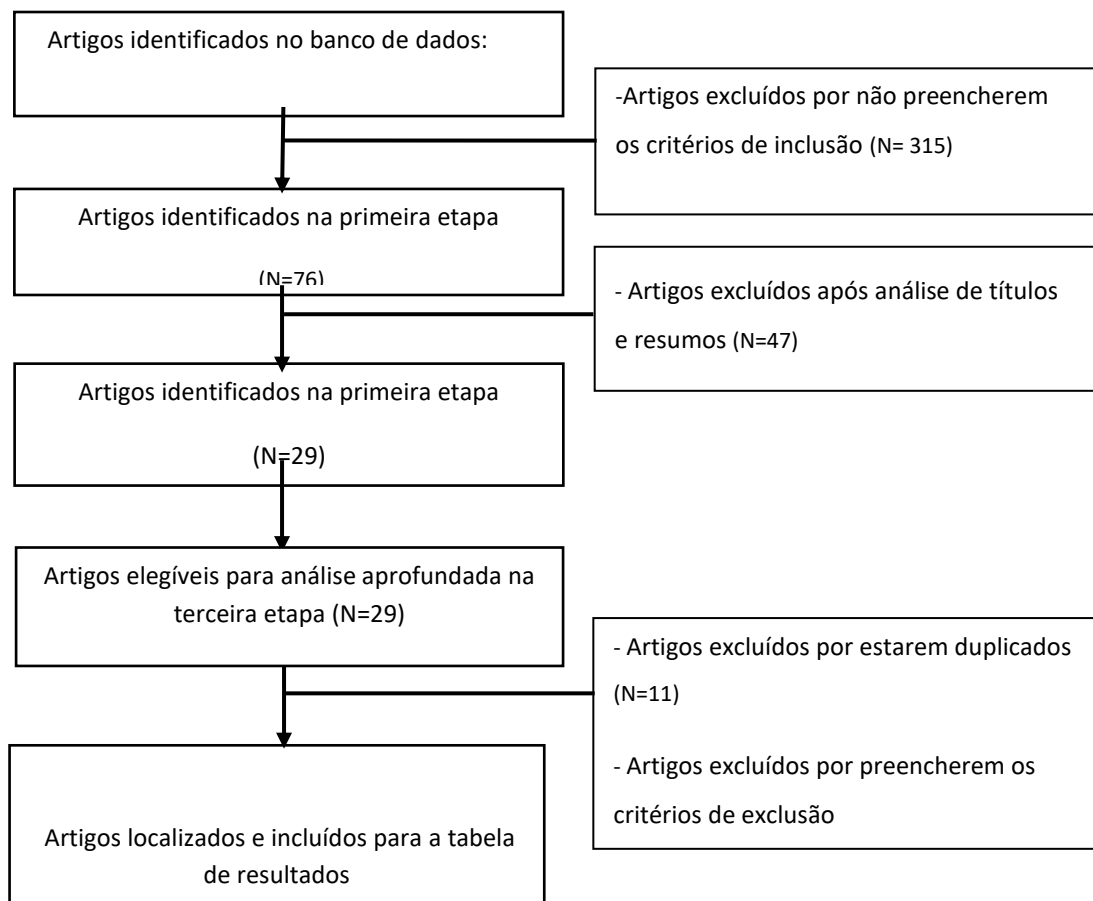 Artigos identificados no banco de dados:
-Artigos excluídos por não preencherem
os critérios de inclusão (N= 315)
Artigos identificados na primeira etapa
(N=76)
- Artigos excluídos após análise de títulos
e resumos (N=47)
Artigos identificados na primeira etapa
(N=29)
Artigos elegíveis para análise aprofundada na
terceira etapa (N=29)
- Artigos excluídos por estarem duplicados
(N=11)
- Artigos excluídos por preencherem os
critérios de exclusão
Artigos localizados e incluídos para a tabela
de resultados